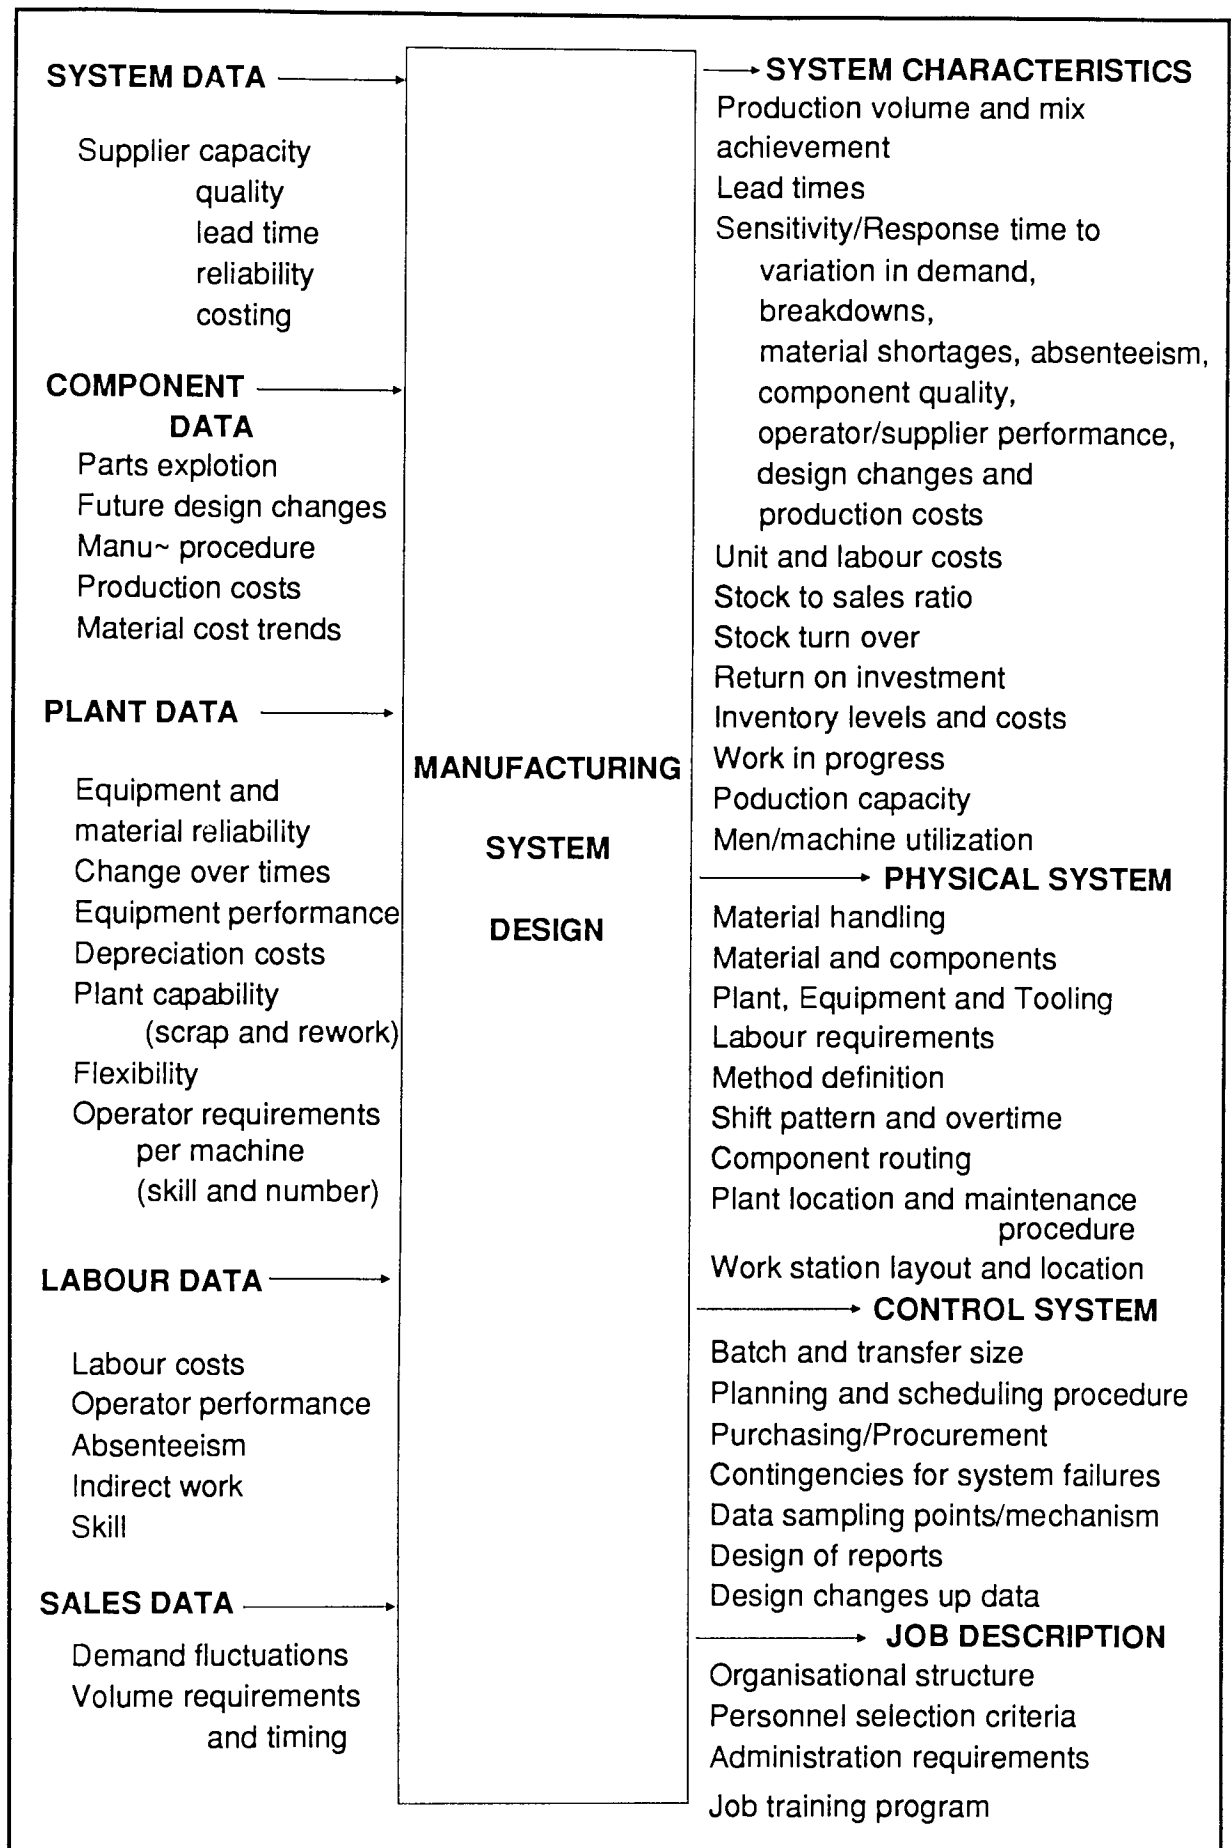 SYSTEM DATA
Supplier capacity
quality
lead time
reliability
costing
COMPONENT
DATA
Parts explotion
Future design changes
Manu~ procedure
Production costs
Material cost trends
PLANT DATA
Equipment and
material reliability
Change over times
Equipment performance
Depreciation costs
Plant capability
(scrap and rework)
Flexibility
Operator requirements
per machine
(skill and number)
LABOUR DATA
Labour costs
Operator performance
Absenteeism
Indirect work
Skill
SALES DATA
Demand fluctuations
Volume requirements
and timing
MANUFACTURING
SYSTEM
DESIGN
SYSTEM CHARACTERISTICS
Production volume and mix
achievement
Lead times
Sensitivity/Response time to
variation in demand,
breakdowns,
material shortages, absenteeism,
component quality,
operator/supplier performance,
design changes and
production costs
Unit and labour costs
Stock to sales ratio
Stock turn over
Return on investment
Inventory levels and costs
Work in progress
Poduction capacity
Men/machine utilization
PHYSICAL SYSTEM
Material handling
Material and components
Plant, Equipment and Tooling
Labour requirements
Method definition
Shift pattern and overtime
Component routing
Plant location and maintenance
procedure
Work station layout and location
CONTROL SYSTEM
Batch and transfer size
Planning and scheduling procedure
Purchasing/Procurement
Contingencies for system failures
Data sampling points/mechanism
Design of reports
Design changes up data
JOB DESCRIPTION
Organisational structure
Personnel selection criteria
Administration requirements
Job training program